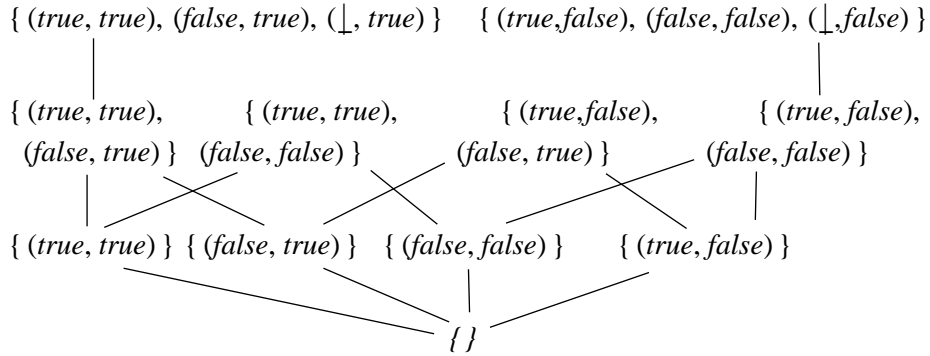 { (true, true), (false, true), (⊥, true) } { (true,false), (false, false), (⊥,false) }
{ (true, true), { (true, true), { (true,false), { (true, false),
(false, true) } (false, false) } (false, true) } (false, false) }
{ (true, true) } { (false, true) } { (false, false) } { (true, false) }
{ }